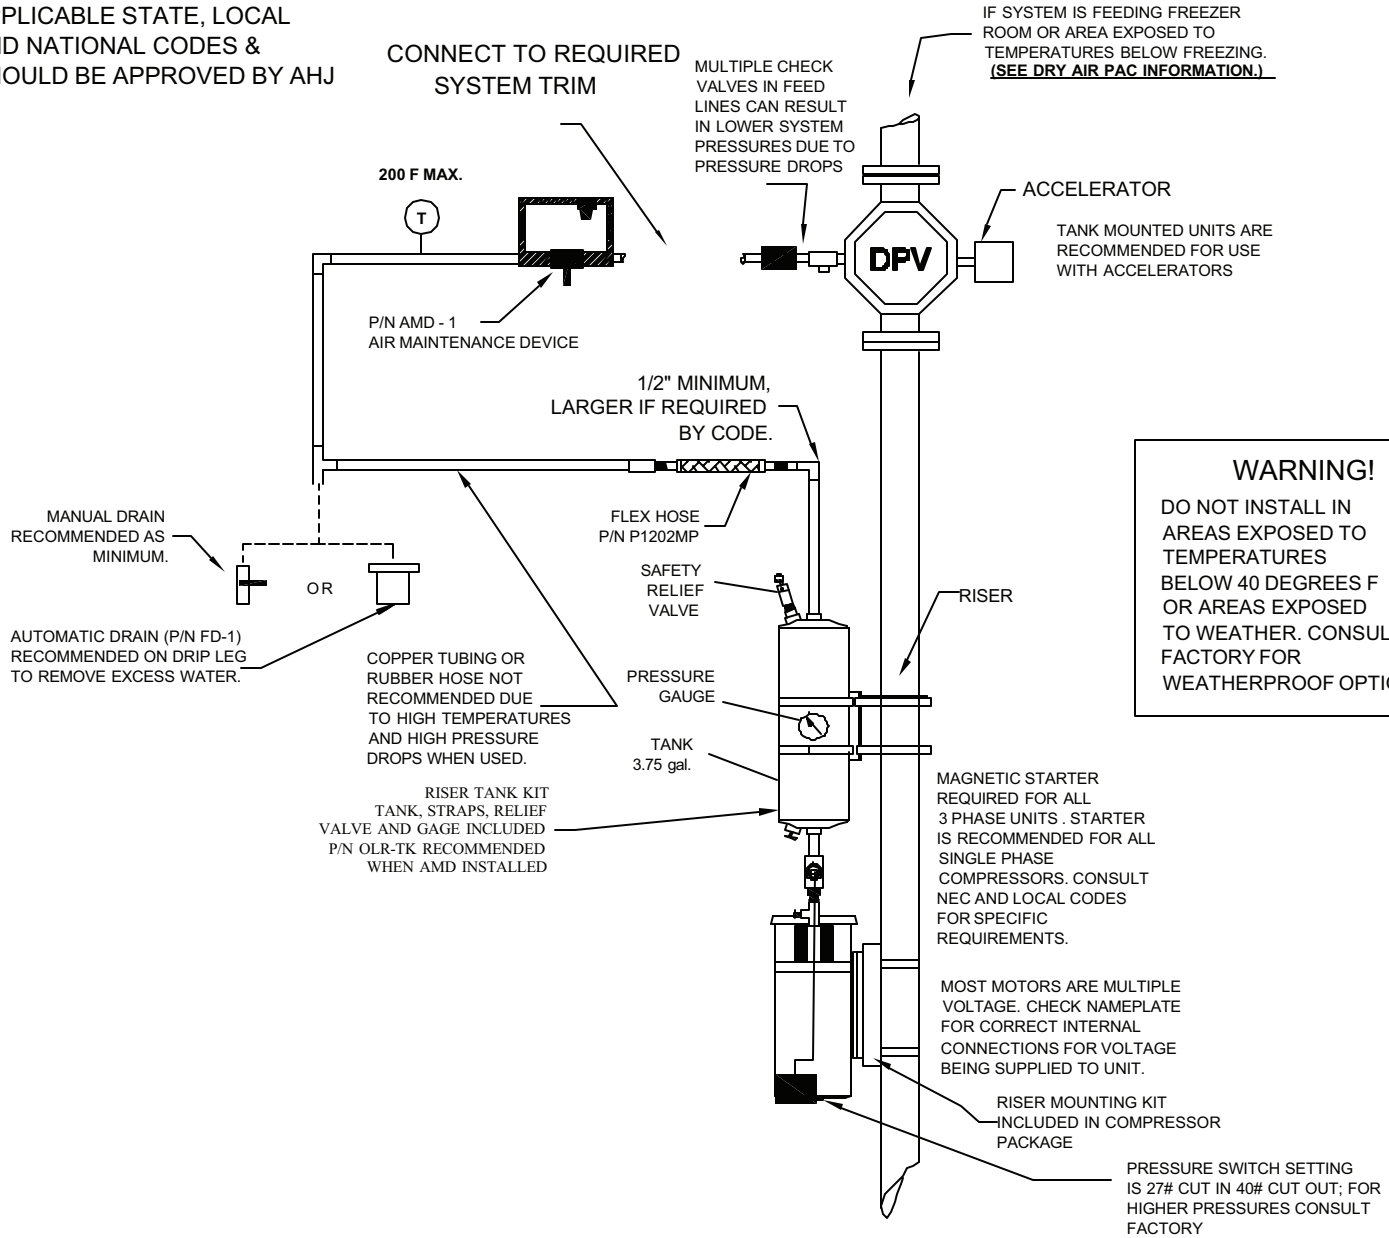 PPLICABLE STATE, LOCAL
ND NATIONAL CODES &
HOULD BE APPROVED BY AHJ
CONNECT TO REQUIRED
SYSTEM TRIM
MULTIPLE CHECK
VALVES IN FEED
LINES CAN RESULT
IN LOWER SYSTEM
PRESSURES DUE TO
PRESSURE DROPS
IF SYSTEM IS FEEDING FREEZER
ROOM OR AREA EXPOSED TO
TEMPERATURES BELOW FREEZING.
(SEE DRY AIR PAC INFORMATION.)
200 F MAX.
T
ACCELERATOR
TANK MOUNTED UNITS ARE
RECOMMENDED FOR USE
WITH ACCELERATORS
DPV
P/N AMD - 1
AIR MAINTENANCE DEVICE
1/2" MINIMUM,
LARGER IF REQUIRED
BY CODE.
WARNING!
DO NOT INSTALL IN
AREAS EXPOSED TO
TEMPERATURES
BELOW 40 DEGREES F
OR AREAS EXPOSED
TO WEATHER. CONSUL
FACTORY FOR
WEATHERPROOF OPTIO
MANUAL DRAIN
RECOMMENDED AS
MINIMUM.
OR
FLEX HOSE
P/N P1202MP
SAFETY
RELIEF
VALVE
RISER
AUTOMATIC DRAIN (P/N FD-1)
RECOMMENDED ON DRIP LEG
TO REMOVE EXCESS WATER.
COPPER TUBING OR
RUBBER HOSE NOT
RECOMMENDED DUE
TO HIGH TEMPERATURES
AND HIGH PRESSURE
DROPS WHEN USED.
PRESSURE
GAUGE
TANK
3.75 gal.
RISER TANK KIT
TANK, STRAPS, RELIEF
VALVE AND GAGE INCLUDED
P/N OLR-TK RECOMMENDED
WHEN AMD INSTALLED
MAGNETIC STARTER
REQUIRED FOR ALL
3 PHASE UNITS . STARTER
IS RECOMMENDED FOR ALL
SINGLE PHASE
COMPRESSORS. CONSULT
NEC AND LOCAL CODES
FOR SPECIFIC
REQUIREMENTS.
MOST MOTORS ARE MULTIPLE
VOLTAGE. CHECK NAMEPLATE
FOR CORRECT INTERNAL
CONNECTIONS FOR VOLTAGE
BEING SUPPLIED TO UNIT.
RISER MOUNTING KIT
INCLUDED IN COMPRESSOR
PACKAGE
PRESSURE SWITCH SETTING
IS 27# CUT IN 40# CUT OUT; FOR
HIGHER PRESSURES CONSULT
FACTORY